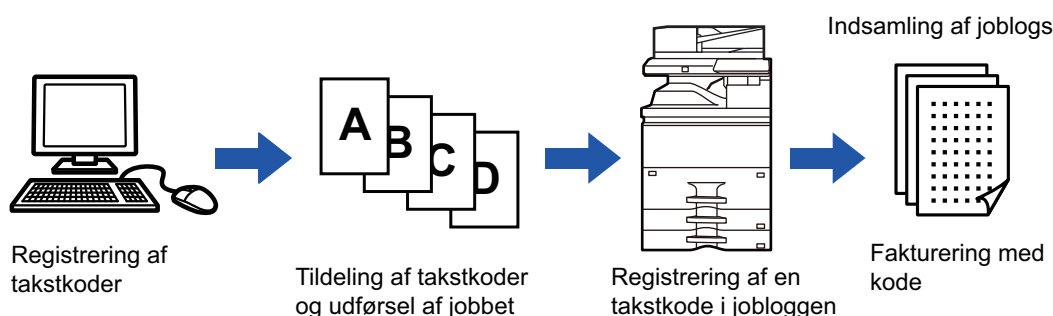 Indsamling af joblogs
A
B
C
D
Registrering af
takstkoder
Tildeling af takstkoder
og udførsel af jobbet
Registrering af en
takstkode i jobloggen
Fakturering med
kode